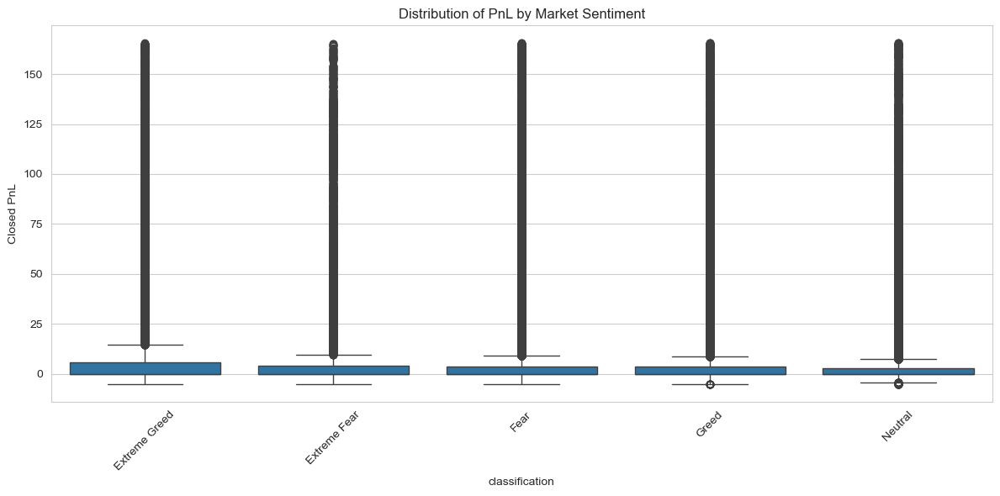 Distribution of PnL by Market Sentiment
Closed PnL
150
125
100
75
50
25
0
Extreme Greed
Extreme Fear
Fear
Greed
Neutral
classification